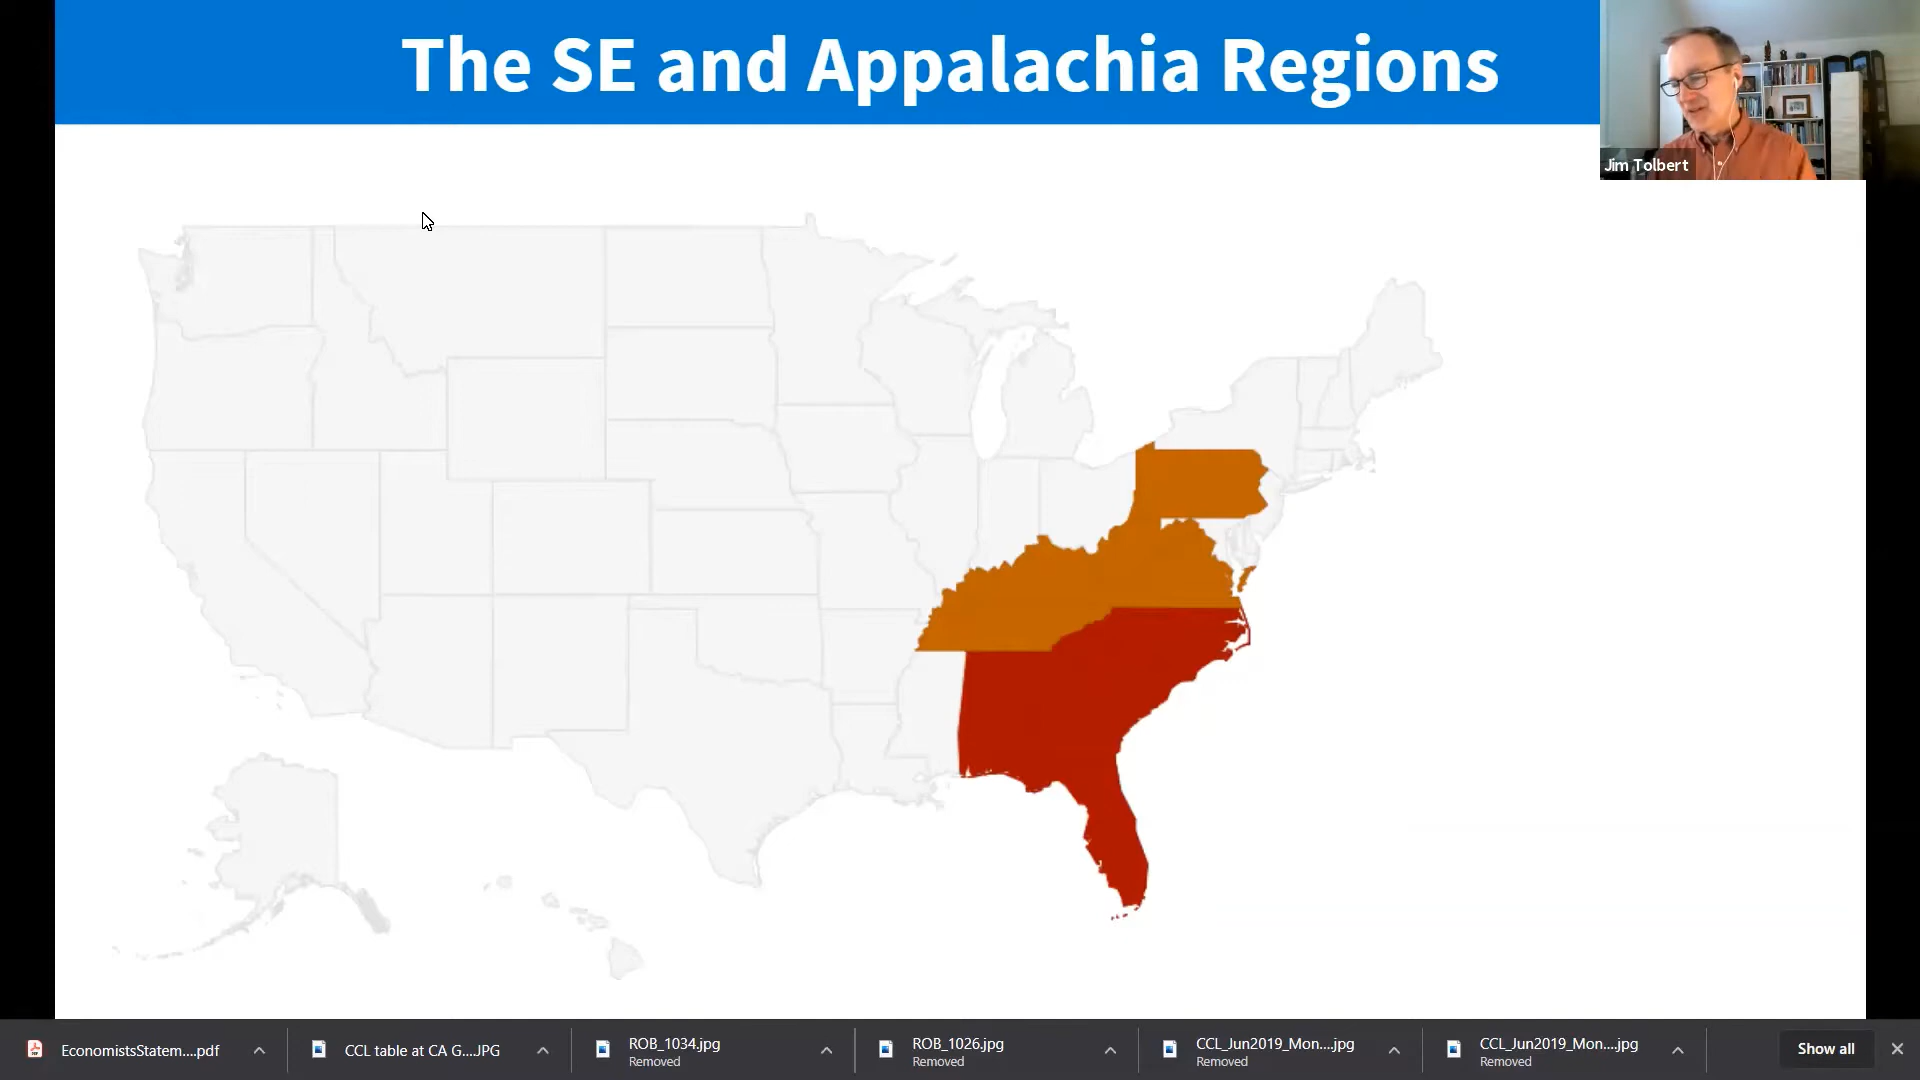 The SE and Appalachia Regions
Jim Tolbert
EconomistsStatem....pdf
CCL table at CA G....JPG
ROB_1034.jpg
Removed
ROB_1026.jpg
Removed
CCL_Jun2019_Mon....jpg
Removed
CCL_Jun2019_Mon....jpg
Removed
Show all